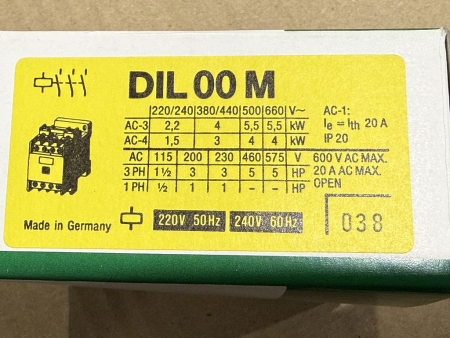 DIL 00 M
220/240 380/440 500 660 V~
AC-3 2,2 4 5,5 5,5 kW
AC-4 1,5 3 4 4 kW
AC 115 200 230 460 575 V
3 PH 1½ 3 3 5 5 HP
1 PH ½ 1 1 - - HP
AC-1:
Ie = Ith 20 A
IP 20
600 V AC MAX.
20 A AC MAX.
OPEN
Made in Germany
220V 50Hz 240V 60Hz
038